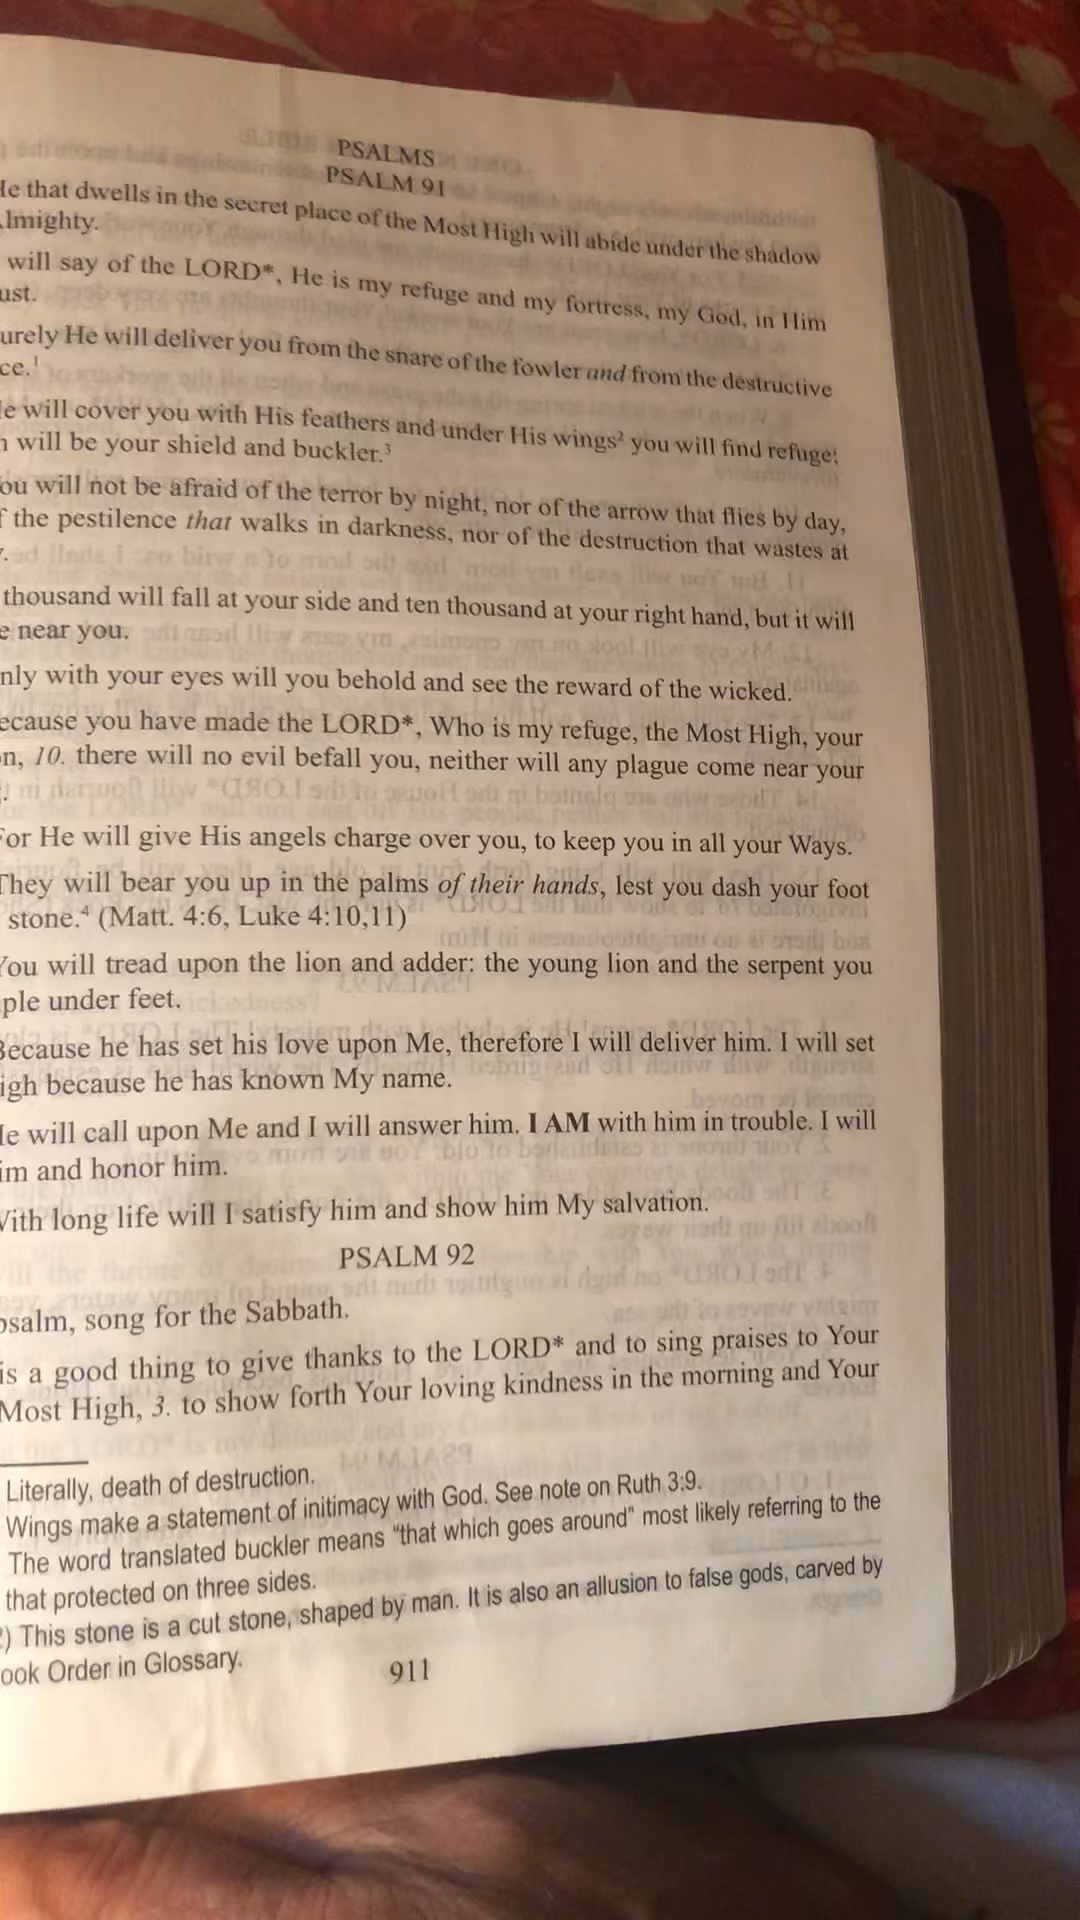 PSALMS
PSALM 91
He that dwells in the secret place of the Most High will abide under the shadow
Almighty.
will say of the LORD*, He is my refuge and my fortress, my God, in Him
ust.
urely He will deliver you from the snare of the fowler and from the destructive
ce.¹
He will cover you with His feathers and under His wings² you will find refuge:
h will be your shield and buckler.³
ou will not be afraid of the terror by night, nor of the arrow that flies by day,
f the pestilence that walks in darkness, nor of the destruction that wastes at
thousand will fall at your side and ten thousand at your right hand, but it will
e near you.
nly with your eyes will you behold and see the reward of the wicked.
ecause you have made the LORD*, Who is my refuge, the Most High, your
n, 10. there will no evil befall you, neither will any plague come near your
For He will give His angels charge over you, to keep you in all your Ways.
They will bear you up in the palms of their hands, lest you dash your foot
stone.⁴ (Matt. 4:6, Luke 4:10,11)
You will tread upon the lion and adder: the young lion and the serpent you
ple under feet.
Because he has set his love upon Me, therefore I will deliver him. I will set
igh because he has known My name.
He will call upon Me and I will answer him. I AM with him in trouble. I will
im and honor him.
With long life will I satisfy him and show him My salvation.
PSALM 92
psalm, song for the Sabbath.
is a good thing to give thanks to the LORD* and to sing praises to Your
Most High, 3. to show forth Your loving kindness in the morning and Your
Literally, death of destruction.
Wings make a statement of initimacy with God. See note on Ruth 3:9.
The word translated buckler means "that which goes around" most likely referring to the
that protected on three sides.
2) This stone is a cut stone, shaped by man. It is also an allusion to false gods, carved by
ook Order in Glossary.
911